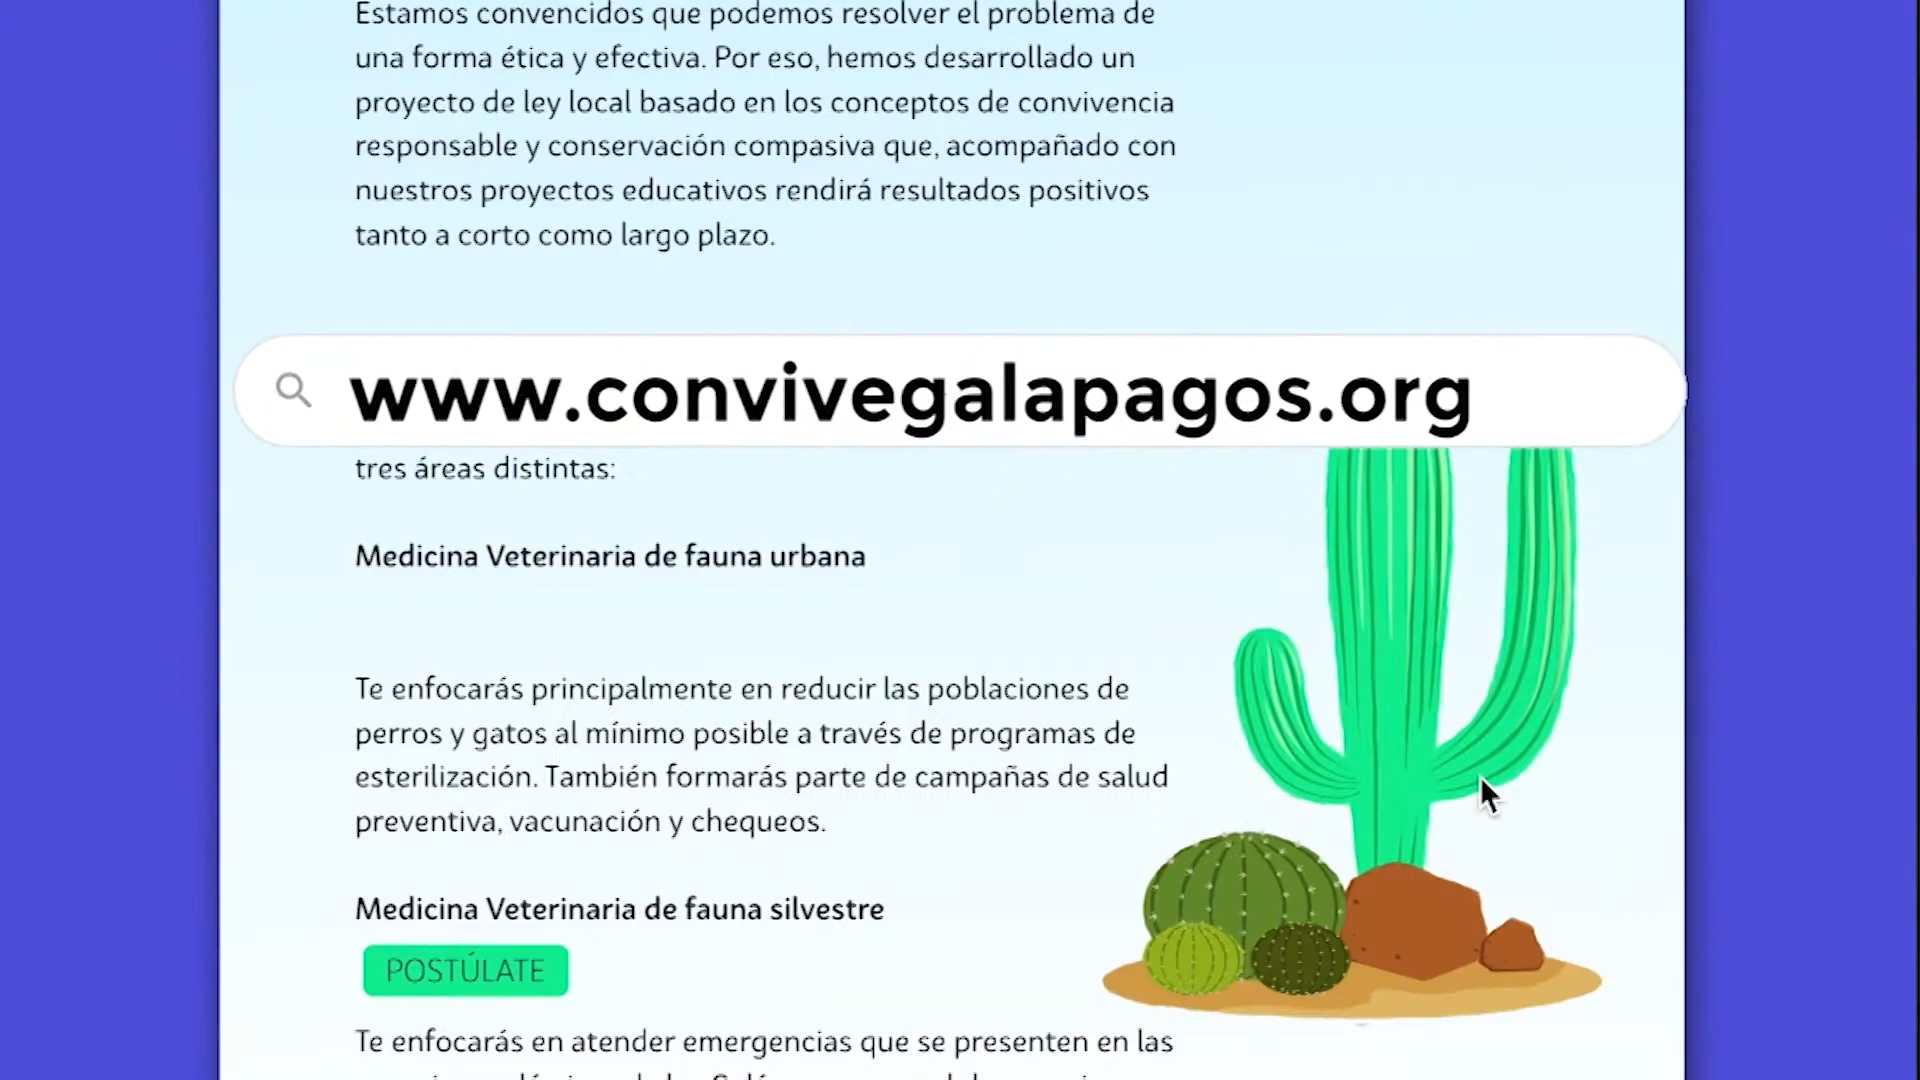 Estamos convencidos que podemos resolver el problema de
una forma ética y efectiva. Por eso, hemos desarrollado un
proyecto de ley local basado en los conceptos de convivencia
responsable y conservación compasiva que, acompañado con
nuestros proyectos educativos rendirá resultados positivos
tanto a corto como largo plazo.
www.convivegalapagos.org
tres áreas distintas:
Medicina Veterinaria de fauna urbana
Te enfocarás principalmente en reducir las poblaciones de
perros y gatos al mínimo posible a través de programas de
esterilización. También formarás parte de campañas de salud
preventiva, vacunación y chequeos.
Medicina Veterinaria de fauna silvestre
POSTÚLATE
Te enfocarás en atender emergencias que se presenten en las